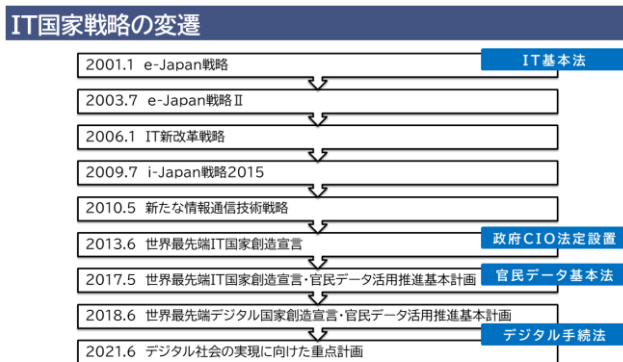 IT国家戦略の変遷
IT基本法
2001.1 e-Japan戦略
2003.7 e-Japan戦略Ⅱ
2006.1 IT新改革戦略
2009.7 i-Japan戦略2015
2010.5 新たな情報通信技術戦略
政府CIO法定設置
2013.6 世界最先端IT国家創造宣言
官民データ基本法
2017.5 世界最先端IT国家創造宣言・官民データ活用推進基本計画
2018.6 世界最先端デジタル国家創造宣言・官民データ活用推進基本計画
デジタル手続法
2021.6 デジタル社会の実現に向けた重点計画